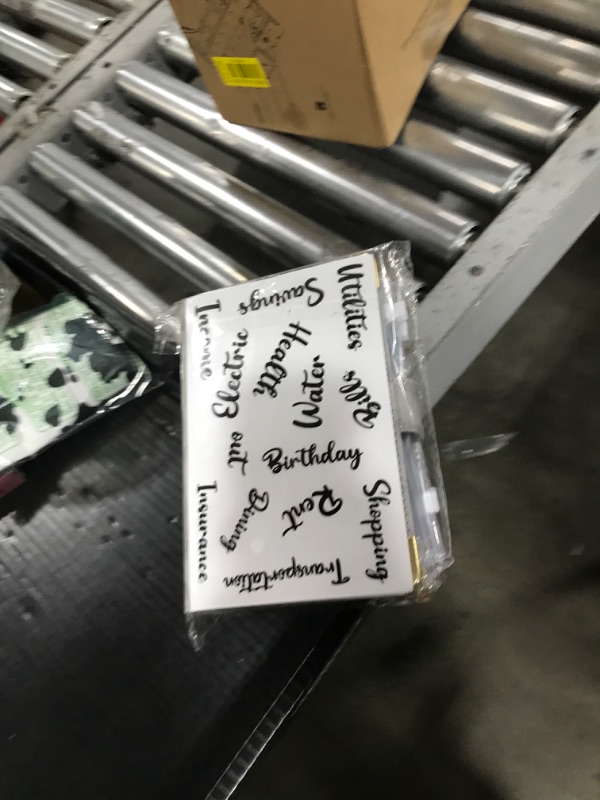 Utilities
Savings
Income
Bills
Health
Electric
Water
out
Birthday
Shopping
Rent
Dining
Insurance
Transportation